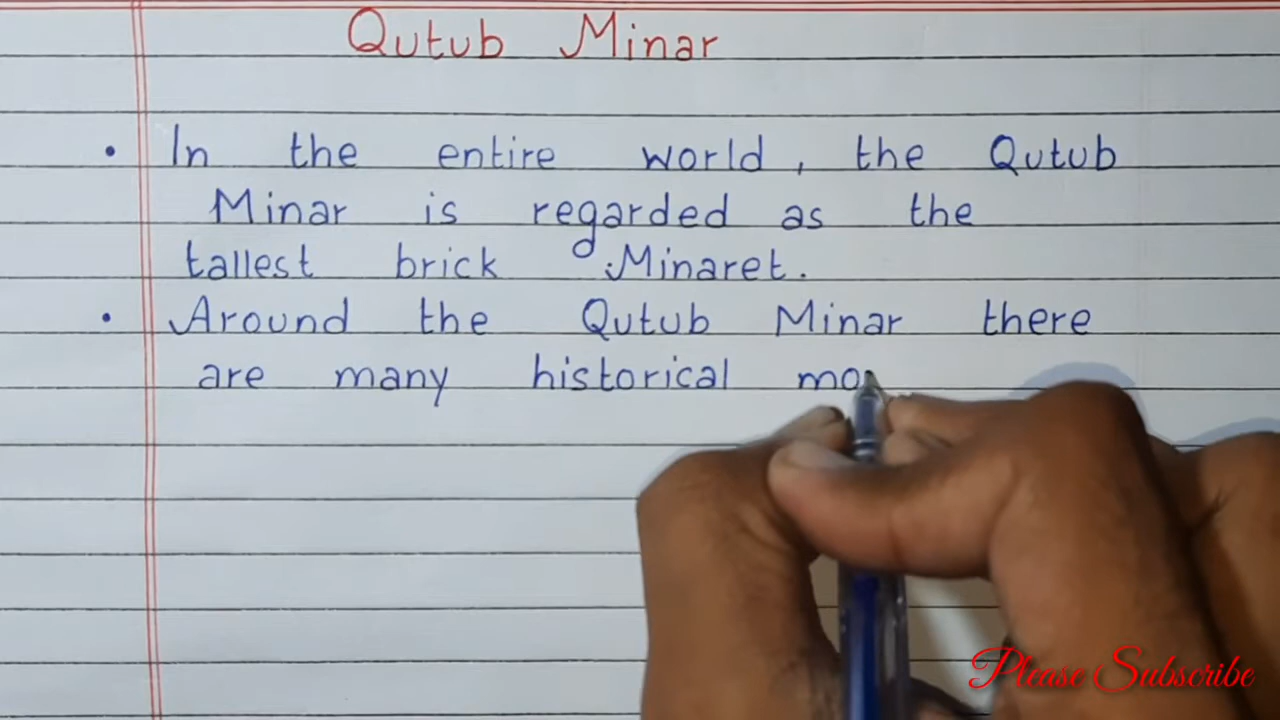 Qutub Minar
• In the entire world, the Qutub
Minar is regarded as the
tallest brick Minaret.
• Around the Qutub Minar there
are many historical mo
Please Subscribe